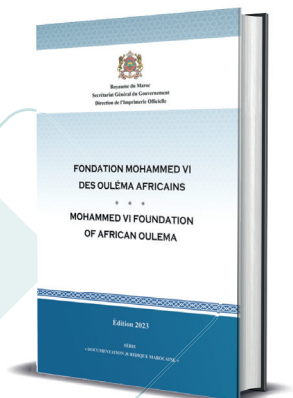 Royaume du Maroc
Secrétariat Général du Gouvernement
Direction de l'Imprimerie Officielle
FONDATION MOHAMMED VI
DES OULÉMA AFRICAINS
* * *
MOHAMMED VI FOUNDATION
OF AFRICAN OULEMA
Édition 2023
SÉRIE
« DOCUMENTATION JURIDIQUE MAROCAINE »